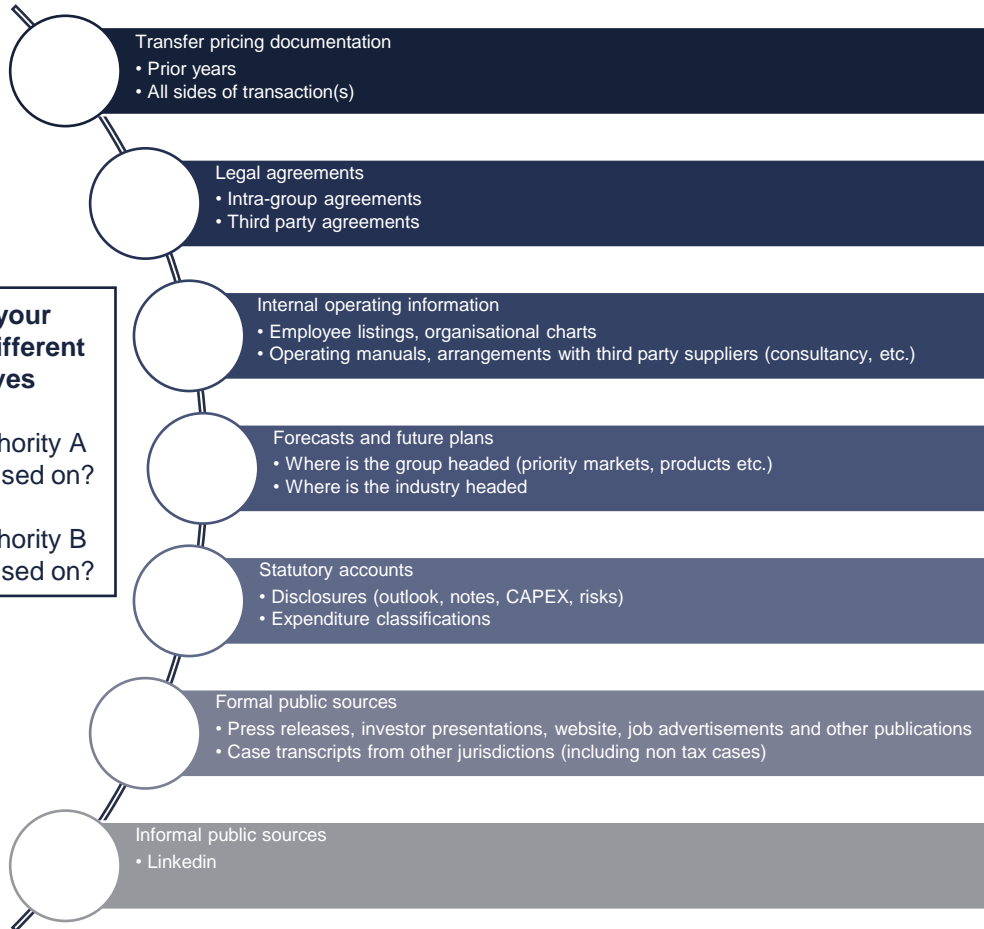 Transfer pricing documentation
• Prior years
• All sides of transaction(s)
Legal agreements
• Intra-group agreements
• Third party agreements
Internal operating information
• Employee listings, organisational charts
• Operating manuals, arrangements with third party suppliers (consultancy, etc.)
your
ifferent
ves
hority A
sed on?
hority B
sed on?
Forecasts and future plans
• Where is the group headed (priority markets, products etc.)
• Where is the industry headed
Statutory accounts
• Disclosures (outlook, notes, CAPEX, risks)
• Expenditure classifications
Formal public sources
• Press releases, investor presentations, website, job advertisements and other publications
• Case transcripts from other jurisdictions (including non tax cases)
Informal public sources
• Linkedin